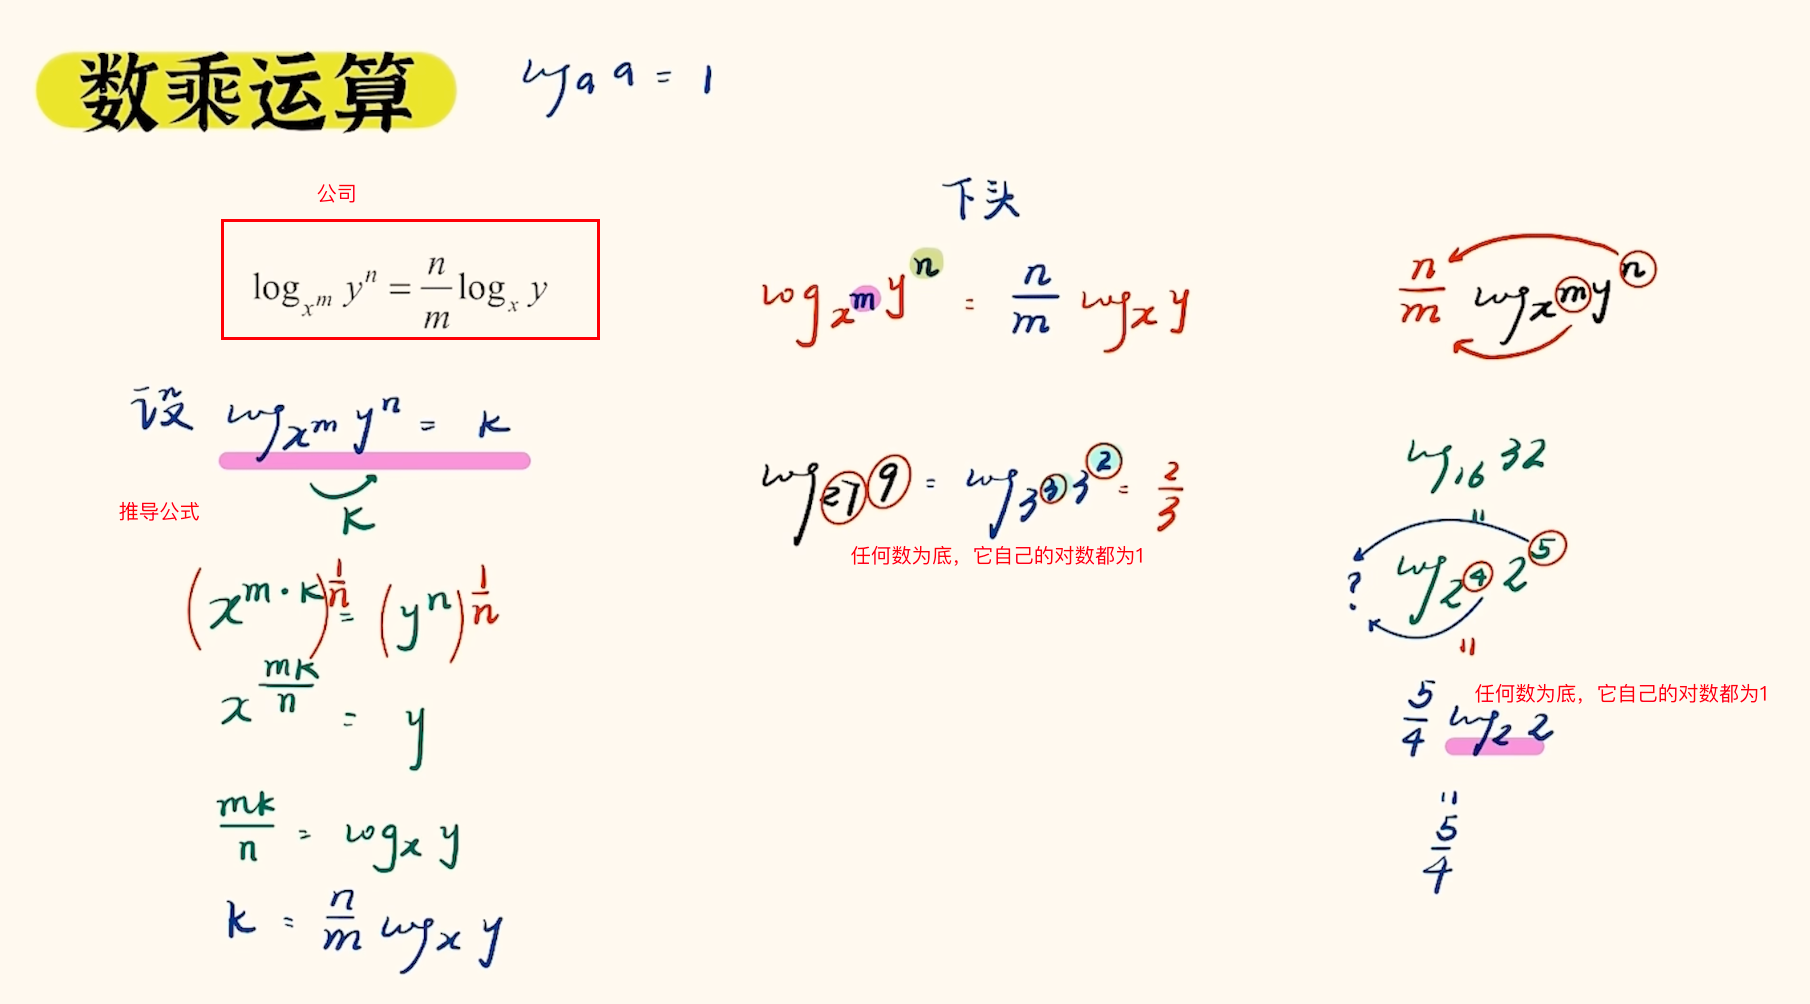 数乘运算
logₐ a = 1
公司
log_{x^m} y^n = \frac{n}{m} log_x y
设 log_{x^m} y^n = k
k
推导公式
(x^{m·k})^{\frac{1}{n}} = (y^n)^{\frac{1}{n}}
x^{\frac{mk}{n}} = y
\frac{mk}{n} = log_x y
k = \frac{n}{m} log_x y
下头
log_{x^m} y^n = \frac{n}{m} log_x y
log_{27} 9 = log_{3^3} 3^2 = \frac{2}{3}
任何数为底，它自己的对数都为1
\frac{n}{m} log_{x^m} y^n
log_{16} 32
=
? log_{2^4} 2^5
=
任何数为底，它自己的对数都为1
\frac{5}{4} log_2 2
=
\frac{5}{4}